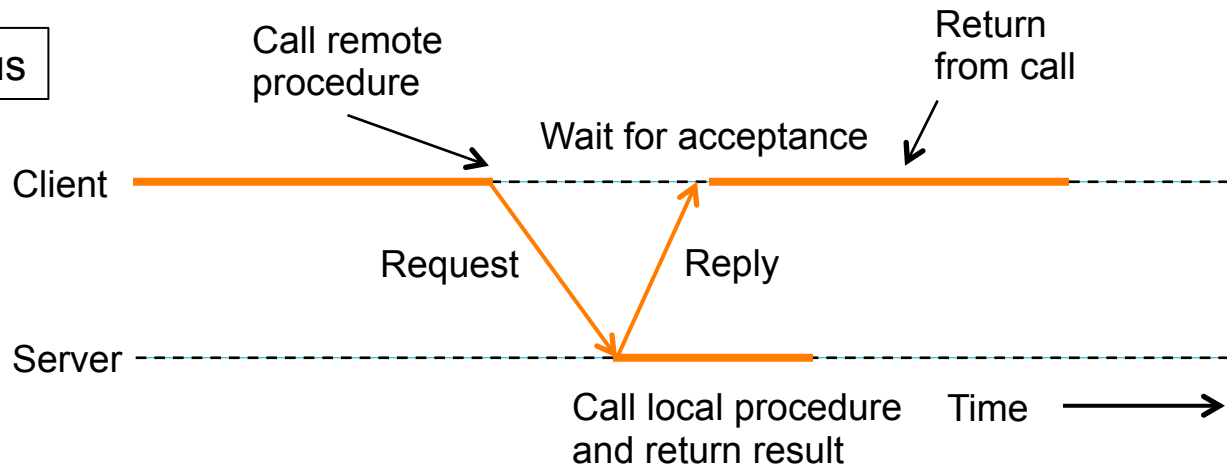 us
Call remote
procedure
Return
from call
Wait for acceptance
Client
Request
Reply
Server
Call local procedure
and return result
Time